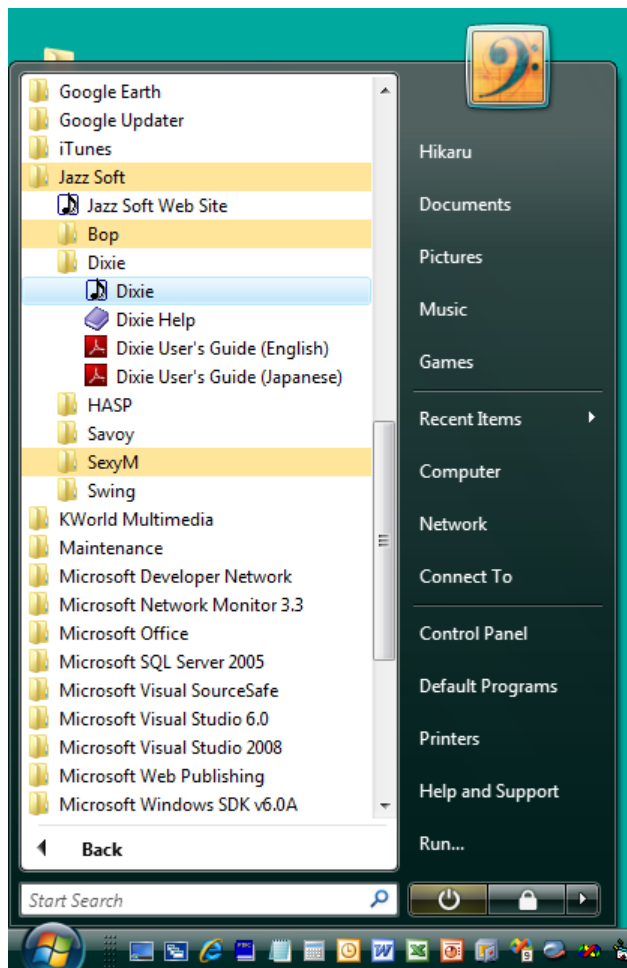 Google Earth
Google Updater
iTunes
Jazz Soft
Jazz Soft Web Site
Bop
Dixie
Dixie
Dixie Help
Dixie User's Guide (English)
Dixie User's Guide (Japanese)
HASP
Savoy
SexyM
Swing
KWorld Multimedia
Maintenance
Microsoft Developer Network
Microsoft Network Monitor 3.3
Microsoft Office
Microsoft SQL Server 2005
Microsoft Visual SourceSafe
Microsoft Visual Studio 6.0
Microsoft Visual Studio 2008
Microsoft Web Publishing
Microsoft Windows SDK v6.0A
Back
Start Search
Hikaru
Documents
Pictures
Music
Games
Recent Items
Computer
Network
Connect To
Control Panel
Default Programs
Printers
Help and Support
Run...